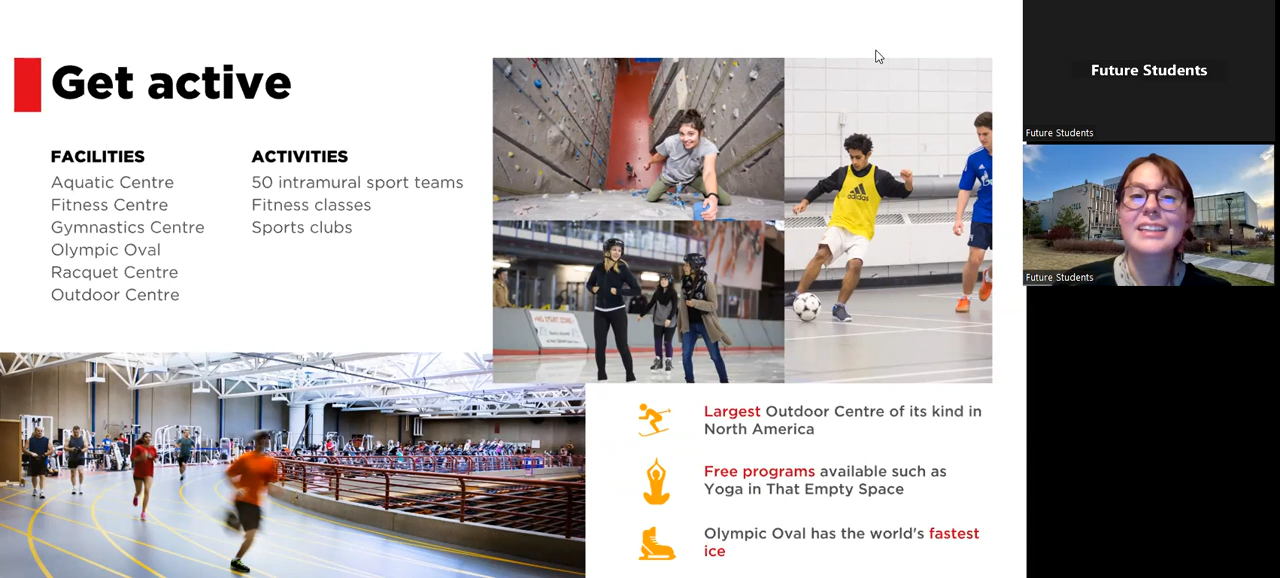 Get active
FACILITIES
Aquatic Centre
Fitness Centre
Gymnastics Centre
Olympic Oval
Racquet Centre
Outdoor Centre
ACTIVITIES
50 intramural sport teams
Fitness classes
Sports clubs
adidas
Largest Outdoor Centre of its kind in
North America
Free programs available such as
Yoga in That Empty Space
Olympic Oval has the world's fastest
ice
Future Students
Future Students
Future Students